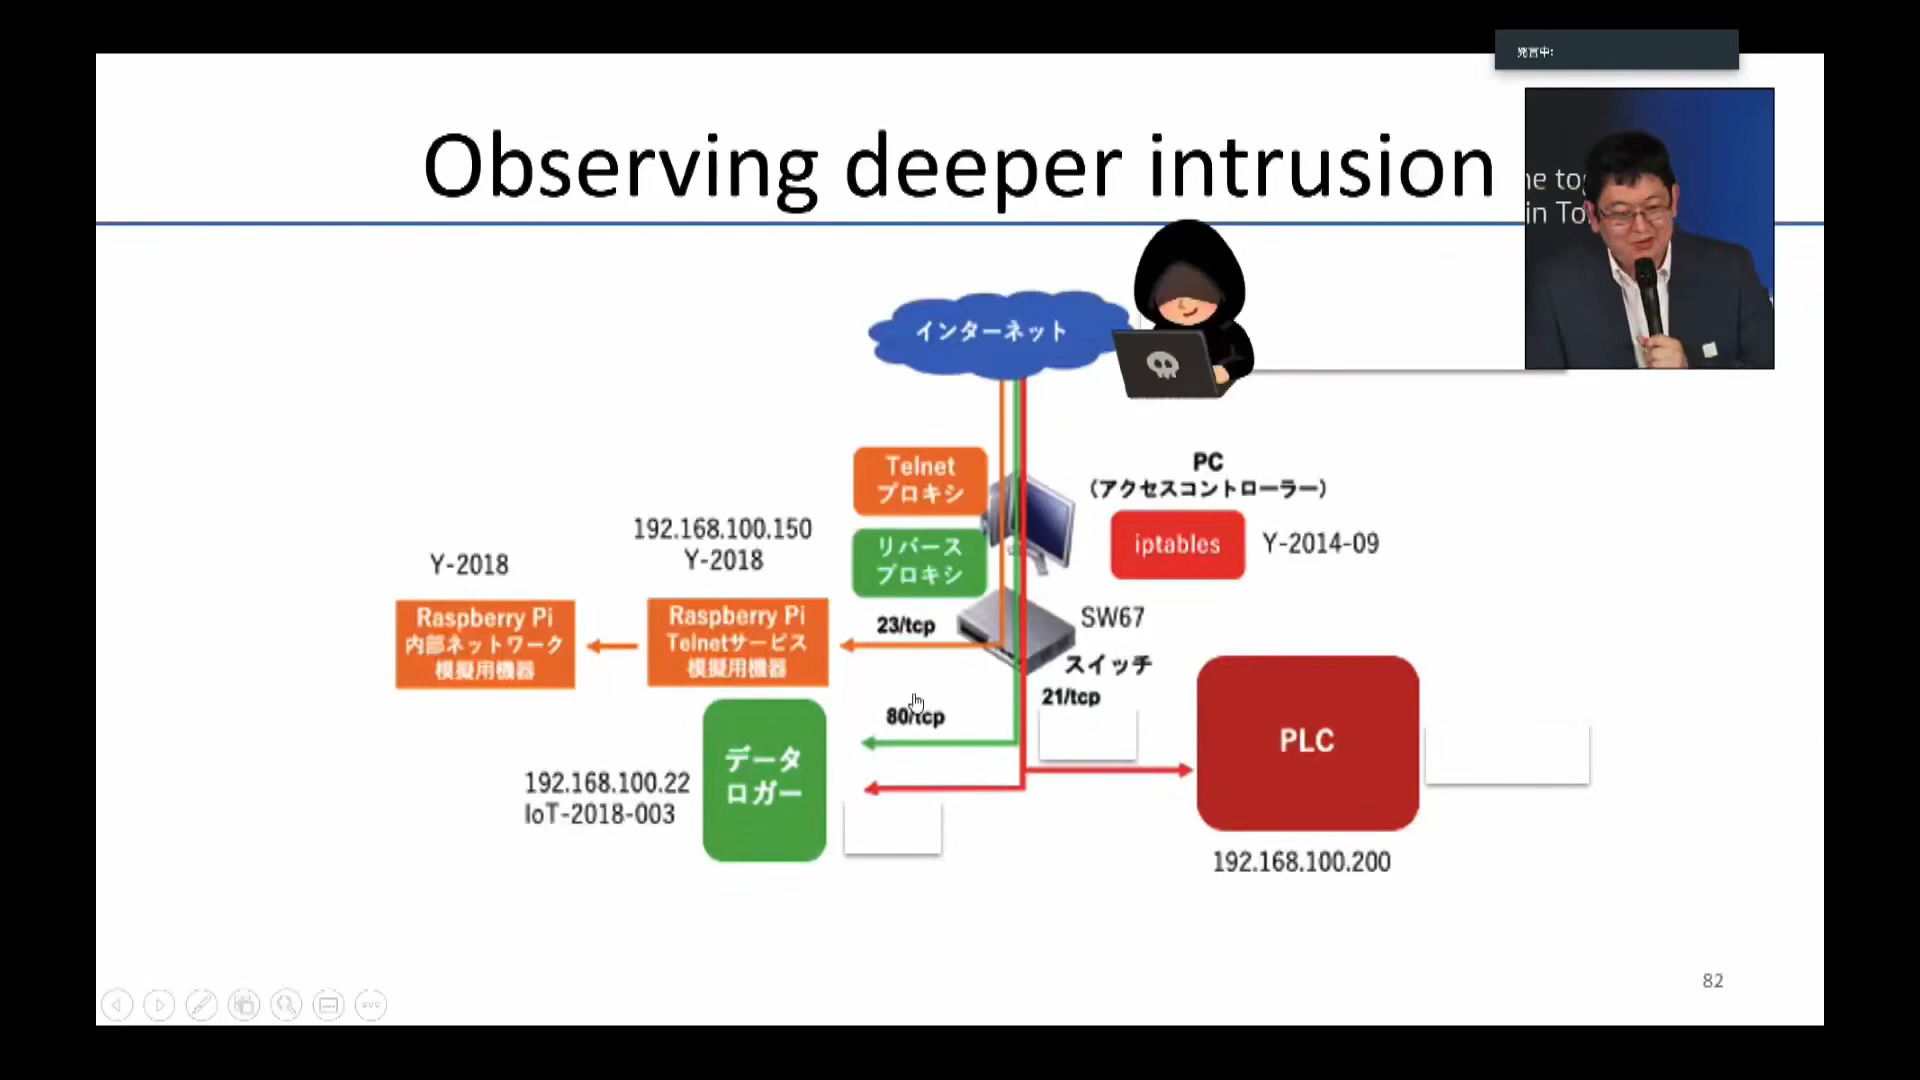 発言中:
Observing deeper intrusion
ne to
in To
インターネット
Telnet
プロキシ
PC
（アクセスコントローラー）
192.168.100.150
Y-2018
Y-2018
リバース
プロキシ
iptables
Y-2014-09
Raspberry Pi
内部ネットワーク
模擬用機器
Raspberry Pi
Telnetサービス
模擬用機器
23/tcp
SW67
スイッチ
21/tcp
80/tcp
データ
ロガー
PLC
192.168.100.22
IoT-2018-003
192.168.100.200
82